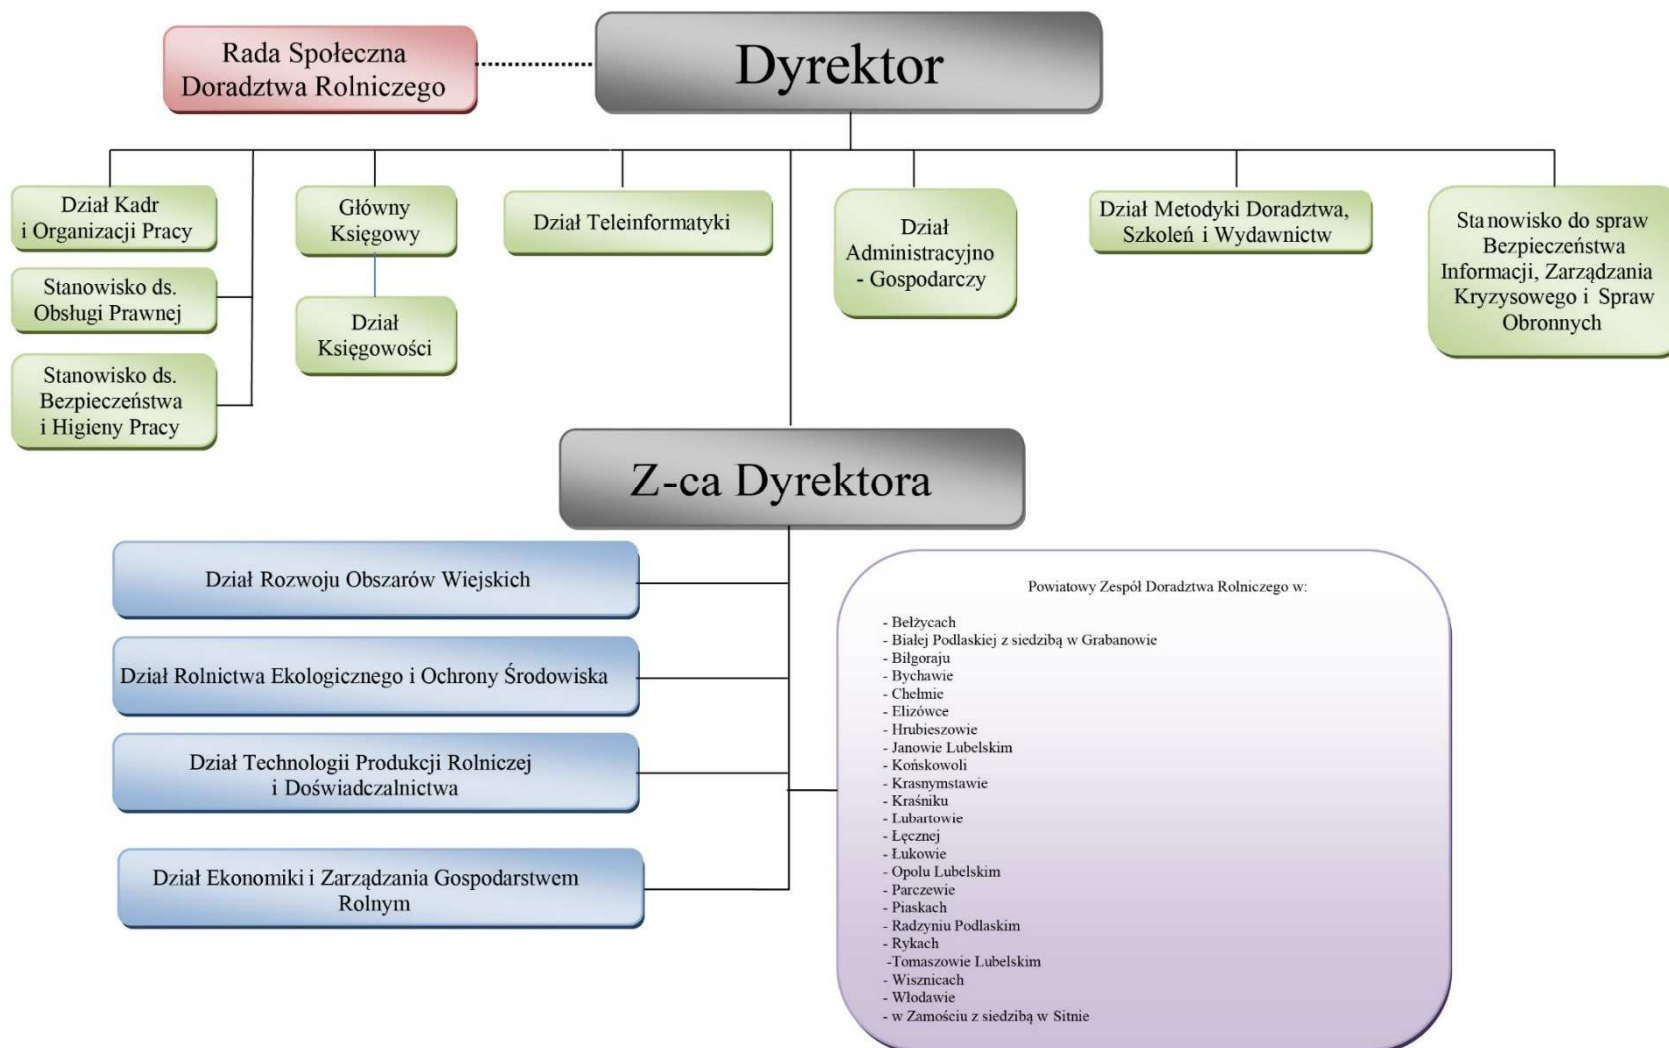 Rada Społeczna
Doradztwa Rolniczego
Dyrektor
Dział Kadr
i Organizacji Pracy
Stanowisko ds.
Obsługi Prawnej
Stanowisko ds.
Bezpieczeństwa
i Higieny Pracy
Główny
Księgowy
Dział
Księgowości
Dział Teleinformatyki
Dział
Administracyjno
- Gospodarczy
Dział Metodyki Doradztwa,
Szkoleń i Wydawnictw
Stanowisko do spraw
Bezpieczeństwa
Informacji, Zarządzania
Kryzysowego i Spraw
Obronnych
Z-ca Dyrektora
Dział Rozwoju Obszarów Wiejskich
Dział Rolnictwa Ekologicznego i Ochrony Środowiska
Dział Technologii Produkcji Rolniczej
i Doświadczalnictwa
Dział Ekonomiki i Zarządzania Gospodarstwem
Rolnym
Powiatowy Zespół Doradztwa Rolniczego w:
- Bełżycach
- Białej Podlaskiej z siedzibą w Grabanowie
- Biłgoraju
- Bychawie
- Chełmie
- Elizówce
- Hrubieszowie
- Janowie Lubelskim
- Końskowoli
- Krasnymstawie
- Kraśniku
- Lubartowie
- Łęcznej
- Łukowie
- Opolu Lubelskim
- Parczewie
- Piaskach
- Radzyniu Podlaskim
- Rykach
-Tomaszowie Lubelskim
- Wisznicach
- Włodawie
- w Zamościu z siedzibą w Sitnie